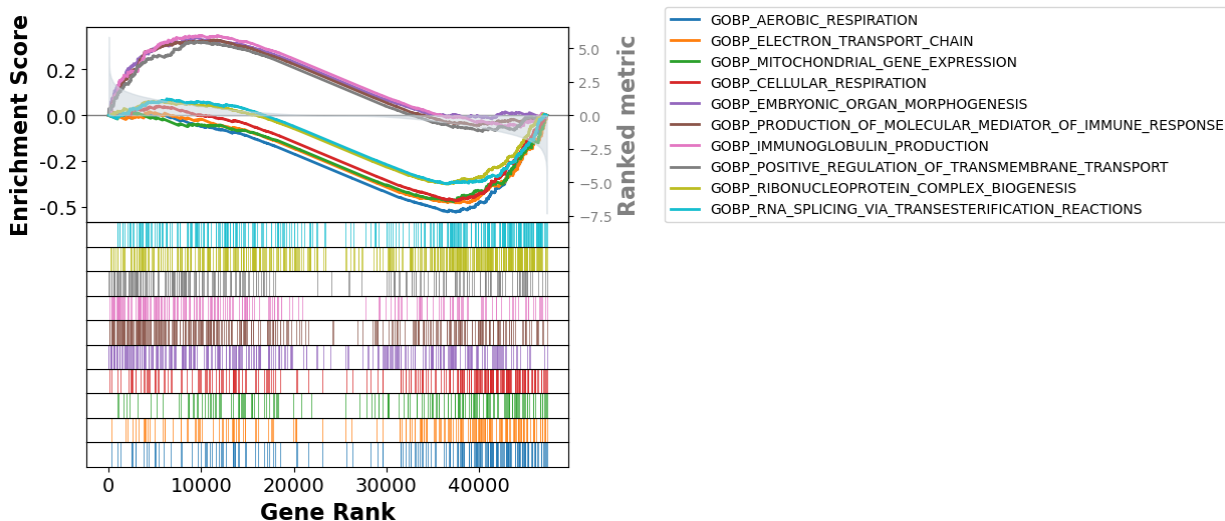 GOBP_AEROBIC_RESPIRATION
GOBP_ELECTRON_TRANSPORT_CHAIN
GOBP_MITOCHONDRIAL_GENE_EXPRESSION
GOBP_CELLULAR_RESPIRATION
GOBP_EMBRYONIC_ORGAN_MORPHOGENESIS
GOBP_PRODUCTION_OF_MOLECULAR_MEDIATOR_OF_IMMUNE_RESPONSE
GOBP_IMMUNOGLOBULIN_PRODUCTION
GOBP_POSITIVE_REGULATION_OF_TRANSMEMBRANE_TRANSPORT
GOBP_RIBONUCLEOPROTEIN_COMPLEX_BIOGENESIS
GOBP_RNA_SPLICING_VIA_TRANSESTERIFICATION_REACTIONS
Enrichment Score
0.2
0.0
-0.2
-0.5
5.0
2.5
0.0
−2.5
−5.0
−7.5
Ranked metric
0 10000 20000 30000 40000
Gene Rank